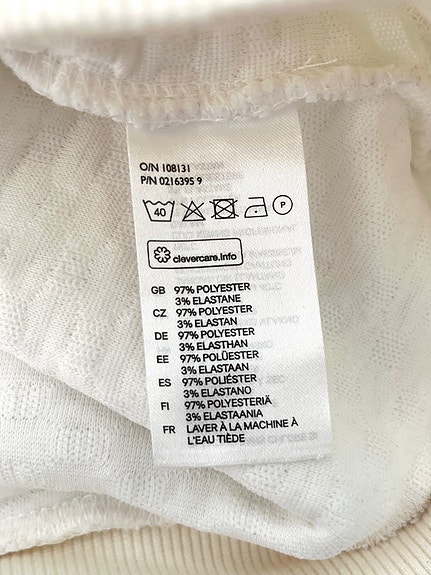 O/N 108131
P/N 0216395 9
40 P
clevercare.info
GB 97% POLYESTER
3% ELASTANE
CZ 97% POLYESTER
3% ELASTAN
DE 97% POLYESTER
3% ELASTHAN
EE 97% POLÜESTER
3% ELASTAAN
ES 97% POLIÉSTER
3% ELASTANO
FI 97% POLYESTERIÄ
3% ELASTAANIA
FR LAVER À LA MACHINE À
L'EAU TIÈDE